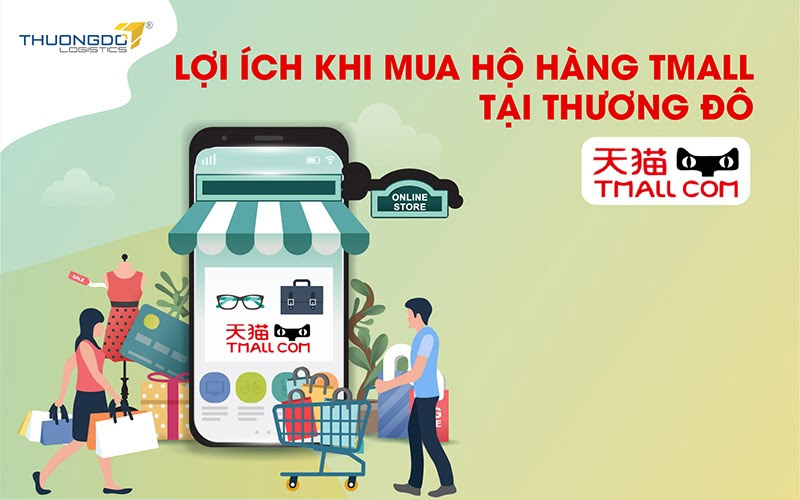 THUONGDO
LOGISTICS
LỢI ÍCH KHI MUA HỘ HÀNG TMALL
TẠI THƯƠNG ĐÔ
天猫
TMALL.COM
ONLINE
STORE
SALE
天猫
TMALL.COM